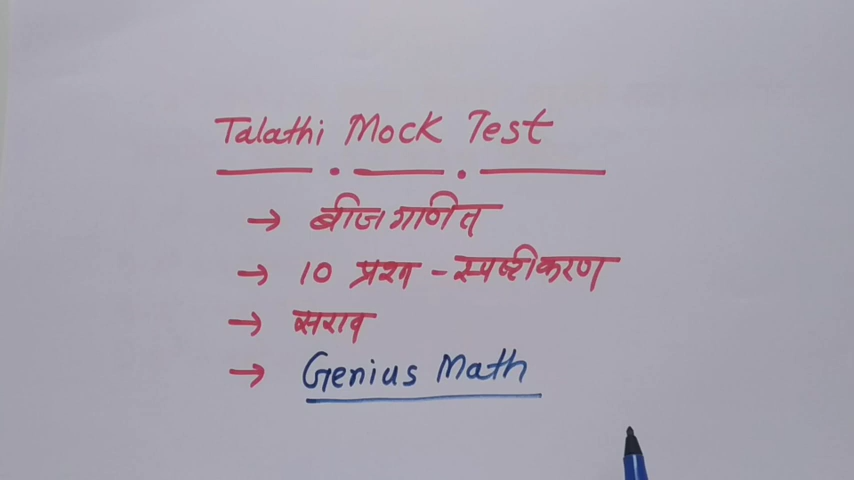 Talathi Mock Test
→ बीजगणित
→ 10 प्रश्न - स्पष्टीकरण
→ सराव
→ Genius Math